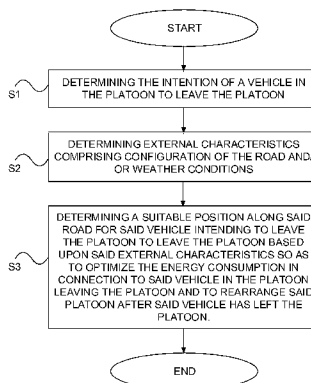 START
S1
DETERMINING THE INTENTION OF A VEHICLE IN
THE PLATOON TO LEAVE THE PLATOON
S2
DETERMINING EXTERNAL CHARACTERISTICS
COMPRISING CONFIGURATION OF THE ROAD AND/
OR WEATHER CONDITIONS
S3
DETERMINING A SUITABLE POSITION ALONG SAID
ROAD FOR SAID VEHICLE INTENDING TO LEAVE
THE PLATOON TO LEAVE THE PLATOON BASED
UPON SAID EXTERNAL CHARACTERISTICS SO AS
TO OPTIMIZE THE ENERGY CONSUMPTION IN
CONNECTION TO SAID VEHICLE IN THE PLATOON
LEAVING THE PLATOON AND TO REARRANGE SAID
PLATOON AFTER SAID VEHICLE HAS LEFT THE
PLATOON.
END